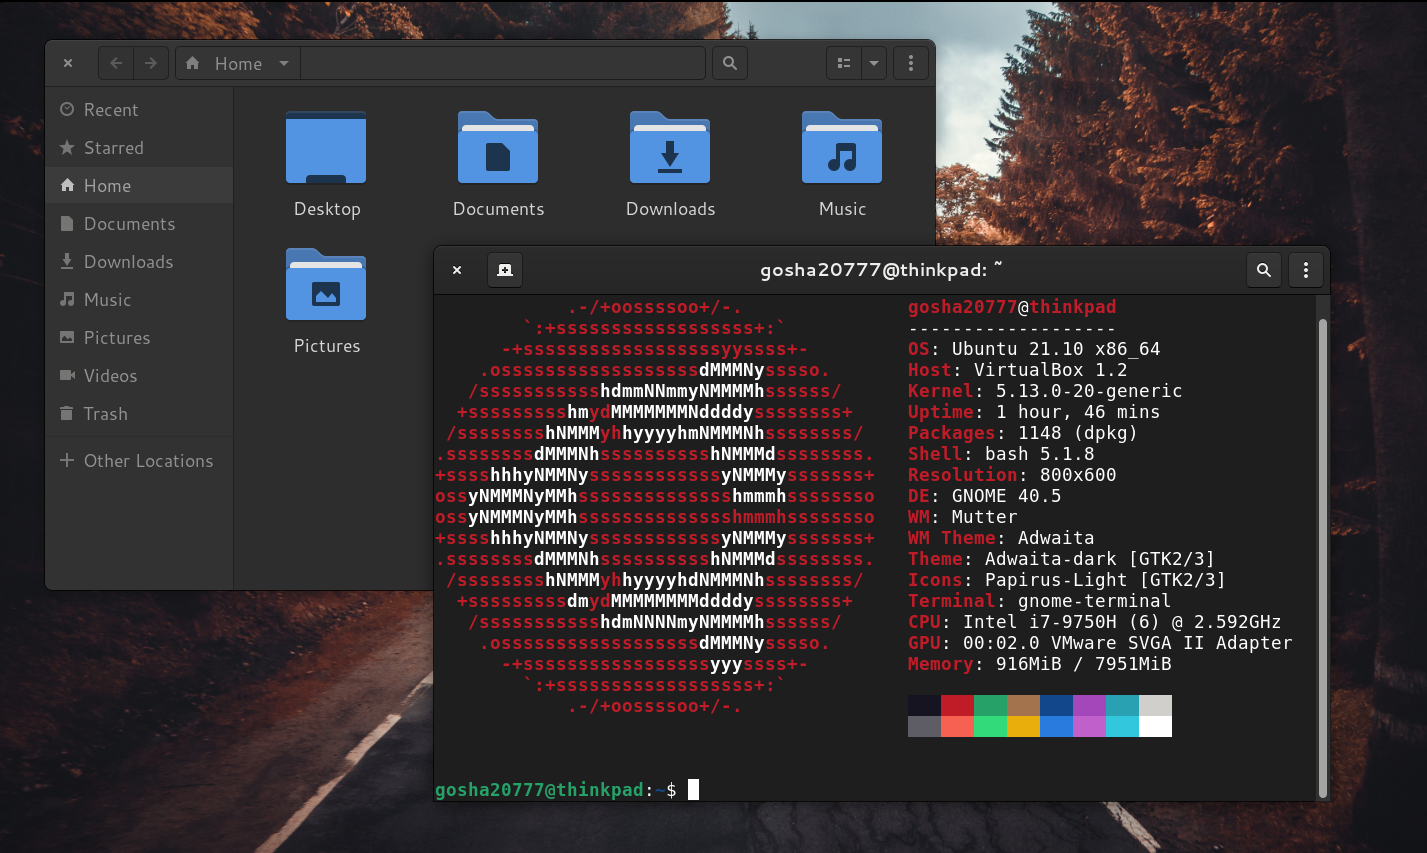 Home
Recent
Starred
Home
Documents
Downloads
Music
Pictures
Videos
Trash
Other Locations
Desktop
Documents
Downloads
Music
Pictures
gosha20777@thinkpad: ~
.-/+oossssoo+/-.
`:+ssssssssssssssssss+:`
-+ssssssssssssssssssyyssss+-
.ossssssssssssssssssdMMMNysssso.
/ssssssssssshdmmNNmmyNMMMMhssssss/
+ssssssssshmydMMMMMMMNddddyssssssss+
/sssssssshNMMMyhhyyyyhmNMMMNhssssssss/
.ssssssssdMMMNhsssssssssshNMMMdssssssss.
+sssshhhyNMMNyssssssssssssyNMMMysssssss+
ossyNMMMNyMMhsssssssssssssshmmmhssssssso
ossyNMMMNyMMhsssssssssssssshmmmhssssssso
+sssshhhyNMMNyssssssssssssyNMMMysssssss+
.ssssssssdMMMNhsssssssssshNMMMdssssssss.
/sssssssshNMMMyhhyyyyhdNMMMNhssssssss/
+sssssssssdmydMMMMMMMMddddyssssssss+
/ssssssssssshdmNNNNmyNMMMMhssssss/
.ossssssssssssssssssdMMMNysssso.
-+sssssssssssssssssyyyssss+-
`:+ssssssssssssssssss+:`
.-/+oossssoo+/-.
gosha20777@thinkpad
-------------------
OS: Ubuntu 21.10 x86_64
Host: VirtualBox 1.2
Kernel: 5.13.0-20-generic
Uptime: 1 hour, 46 mins
Packages: 1148 (dpkg)
Shell: bash 5.1.8
Resolution: 800x600
DE: GNOME 40.5
WM: Mutter
WM Theme: Adwaita
Theme: Adwaita-dark [GTK2/3]
Icons: Papirus-Light [GTK2/3]
Terminal: gnome-terminal
CPU: Intel i7-9750H (6) @ 2.592GHz
GPU: 00:02.0 VMware SVGA II Adapter
Memory: 916MiB / 7951MiB
gosha20777@thinkpad:~$